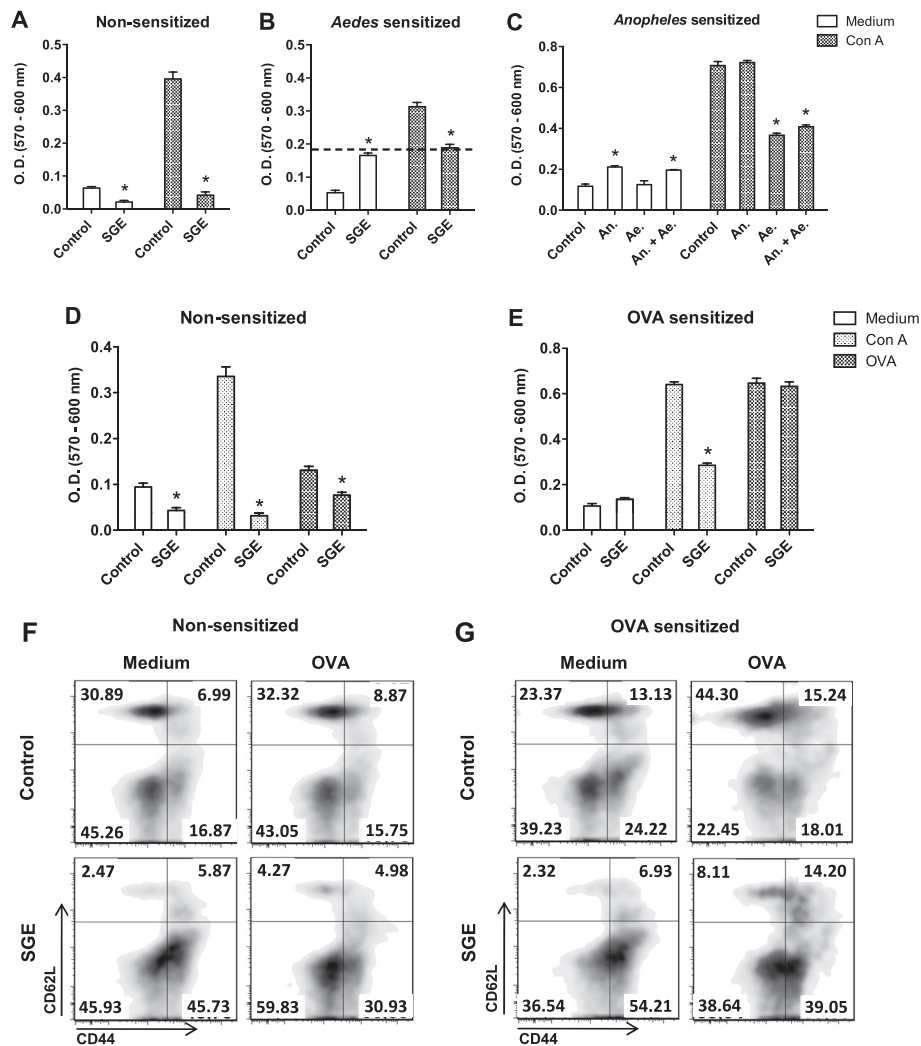 A
Non-sensitized
O. D. (570 - 600 nm)
0.5
0.4
0.3
0.2
0.1
0.0
*
*
Control
SGE
Control
SGE
B
Aedes sensitized
O. D. (570 - 600 nm)
0.5
0.4
0.3
0.2
0.1
0.0
*
*
Control
SGE
Control
SGE
C
Anopheles sensitized
O. D. (570 - 600 nm)
0.8
0.6
0.4
0.2
0.0
*
*
*
*
Control
An.
Ae.
An. + Ae.
Control
An.
Ae.
An. + Ae.
Medium
Con A
D
Non-sensitized
O. D. (570 - 600 nm)
0.4
0.3
0.2
0.1
0.0
*
*
*
Control
SGE
Control
SGE
Control
SGE
E
OVA sensitized
O. D. (570 - 600 nm)
0.8
0.6
0.4
0.2
0.0
*
Control
SGE
Control
SGE
Control
SGE
Medium
Con A
OVA
F
Non-sensitized
Medium
OVA
Control
30.89 6.99
45.26 16.87
32.32 8.87
43.05 15.75
SGE
2.47 5.87
45.93 45.73
4.27 4.98
59.83 30.93
CD62L
CD44
G
OVA sensitized
Medium
OVA
Control
23.37 13.13
39.23 24.22
44.30 15.24
22.45 18.01
SGE
2.32 6.93
36.54 54.21
8.11 14.20
38.64 39.05
CD62L
CD44